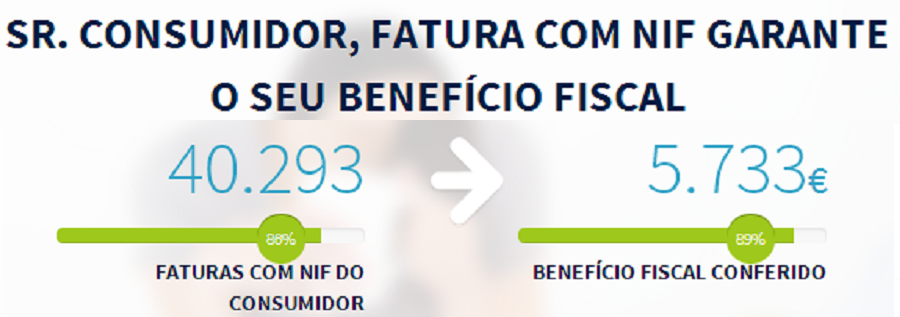 SR. CONSUMIDOR, FATURA COM NIF GARANTE
O SEU BENEFÍCIO FISCAL
40.293
5.733€
86%
89%
FATURAS COM NIF DO
CONSUMIDOR
BENEFÍCIO FISCAL CONFERIDO